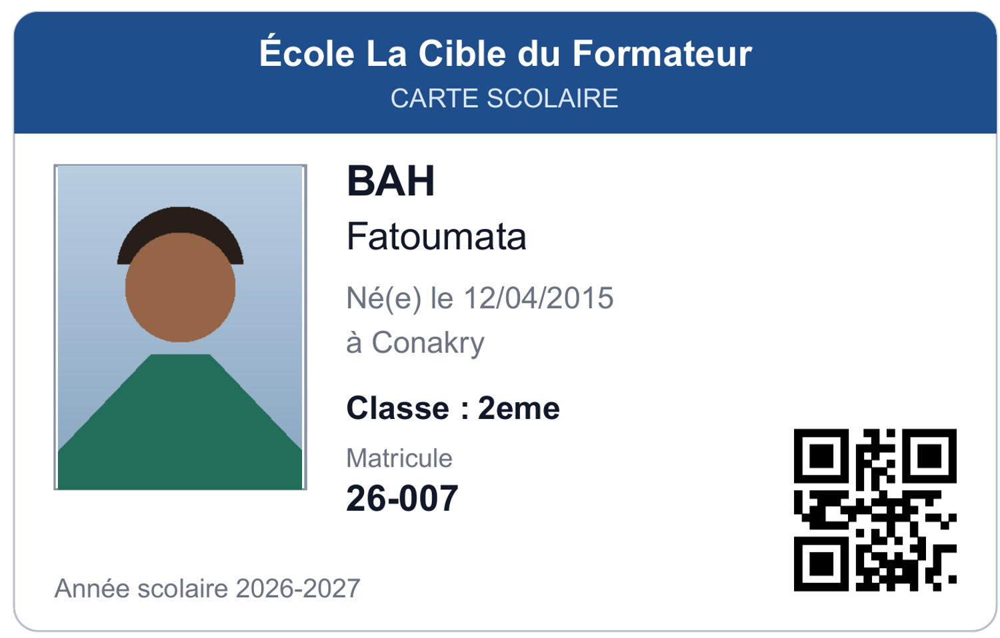 École La Cible du Formateur
CARTE SCOLAIRE
BAH
Fatoumata
Né(e) le 12/04/2015
à Conakry
Classe : 2eme
Matricule
26-007
Année scolaire 2026-2027